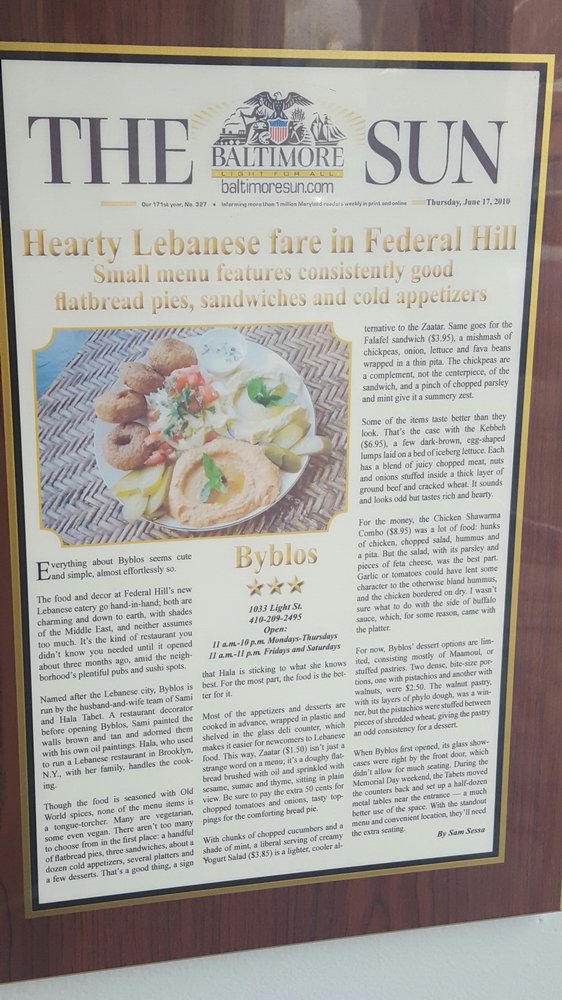 THE
BALTIMORE
LIGHT FOR ALL
SUN
baltimoresun.com
Our 171st year, No. 327 • Informing more than 1 million Maryland readers weekly in print and online
Thursday, June 17, 2010
Hearty Lebanese fare in Federal Hill
Small menu features consistently good
flatbread pies, sandwiches and cold appetizers
Everything about Byblos seems cute
and simple, almost effortlessly so.
The food and decor at Federal Hill's new
Lebanese eatery go hand-in-hand; both are
charming and down to earth, with shades
of the Middle East, and neither assumes
too much. It's the kind of restaurant you
didn't know you needed until it opened
about three months ago, amid the neigh-
borhood's plentiful pubs and sushi spots.
Named after the Lebanese city, Byblos is
run by the husband-and-wife team of Sami
and Hala Tabet. A restaurant decorator
before opening Byblos, Sami painted the
walls brown and tan and adorned them
with his own oil paintings. Hala, who used
to run a Lebanese restaurant in Brooklyn,
N.Y., with her family, handles the cook-
ing.
Though the food is seasoned with Old
World spices, none of the menu items is
a tongue-torcher. Many are vegetarian,
some even vegan. There aren't too many
to choose from in the first place: a handful
of flatbread pies, three sandwiches, about a
dozen cold appetizers, several platters and
a few desserts. That's a good thing, a sign
Byblos
1033 Light St.
410-209-2495
Open:
11 a.m.-10 p.m. Mondays-Thursdays
11 a.m.-11 p.m. Fridays and Saturdays
that Hala is sticking to what she knows
best. For the most part, the food is the bet-
ter for it.
Most of the appetizers and desserts are
cooked in advance, wrapped in plastic and
shelved in the glass deli counter, which
makes it easier for newcomers to Lebanese
food. This way, Zaatar ($1.50) isn't just a
strange word on a menu; it's a doughy flat-
bread brushed with oil and sprinkled with
sesame, sumac and thyme, sitting in plain
view. Be sure to pay the extra 50 cents for
chopped tomatoes and onions, tasty top-
pings for the comforting bread pie.
With chunks of chopped cucumbers and a
shade of mint, a liberal serving of creamy
Yogurt Salad ($3.85) is a lighter, cooler al-
ternative to the Zaatar. Same goes for the
Falafel sandwich ($3.95), a mishmash of
chickpeas, onion, lettuce and fava beans
wrapped in a thin pita. The chickpeas are
a complement, not the centerpiece, of the
sandwich, and a pinch of chopped parsley
and mint give it a summery zest.
Some of the items taste better than they
look. That's the case with the Kebbeh
($6.95), a few dark-brown, egg-shaped
lumps laid on a bed of iceberg lettuce. Each
has a blend of juicy chopped meat, nuts
and onions stuffed inside a thick layer of
ground beef and cracked wheat. It sounds
and looks odd but tastes rich and hearty.
For the money, the Chicken Shawarma
Combo ($8.95) was a lot of food: hunks
of chicken, chopped salad, hummus and
a pita. But the salad, with its parsley and
pieces of feta cheese, was the best part.
Garlic or tomatoes could have lent some
character to the otherwise bland hummus,
and the chicken bordered on dry. I wasn't
sure what to do with the side of buffalo
sauce, which, for some reason, came with
the platter.
For now, Byblos' dessert options are lim-
ited, consisting mostly of Maamoul, or
stuffed pastries. Two dense, bite-size por-
tions, one with pistachios and another with
walnuts, were $2.50. The walnut pastry,
with its layers of phylo dough, was a win-
ner, but the pistachios were stuffed between
pieces of shredded wheat, giving the pastry
an odd consistency for a dessert.
When Byblos first opened, its glass show-
cases were right by the front door, which
didn't allow for much seating. During the
Memorial Day weekend, the Tabets moved
the counters back and set up a half-dozen
metal tables near the entrance — a much
better use of the space. With the standout
menu and convenient location, they'll need
the extra seating.
By Sam Sessa